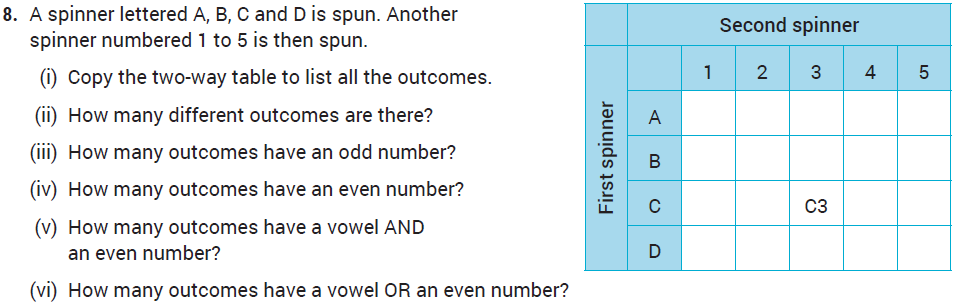 8. A spinner lettered A, B, C and D is spun. Another
spinner numbered 1 to 5 is then spun.
(i) Copy the two-way table to list all the outcomes.
(ii) How many different outcomes are there?
(iii) How many outcomes have an odd number?
(iv) How many outcomes have an even number?
(v) How many outcomes have a vowel AND
an even number?
(vi) How many outcomes have a vowel OR an even number?
Second spinner
1 2 3 4 5
First spinner
A
B
C C3
D